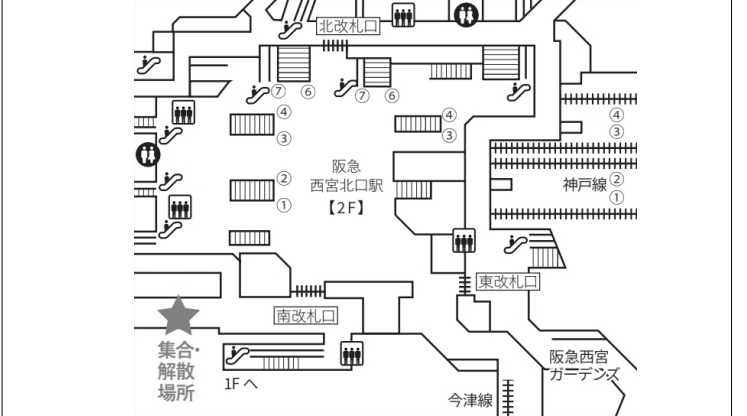 北改札口
⑦ ⑥ ⑦ ⑥
④ ④ ④
③ ③ ③
阪急
西宮北口駅
【2F】
② 神戸線 ②
① ①
東改札口
南改札口
集合・
解散
場所
1Fへ
阪急西宮
ガーデンズ
今津線